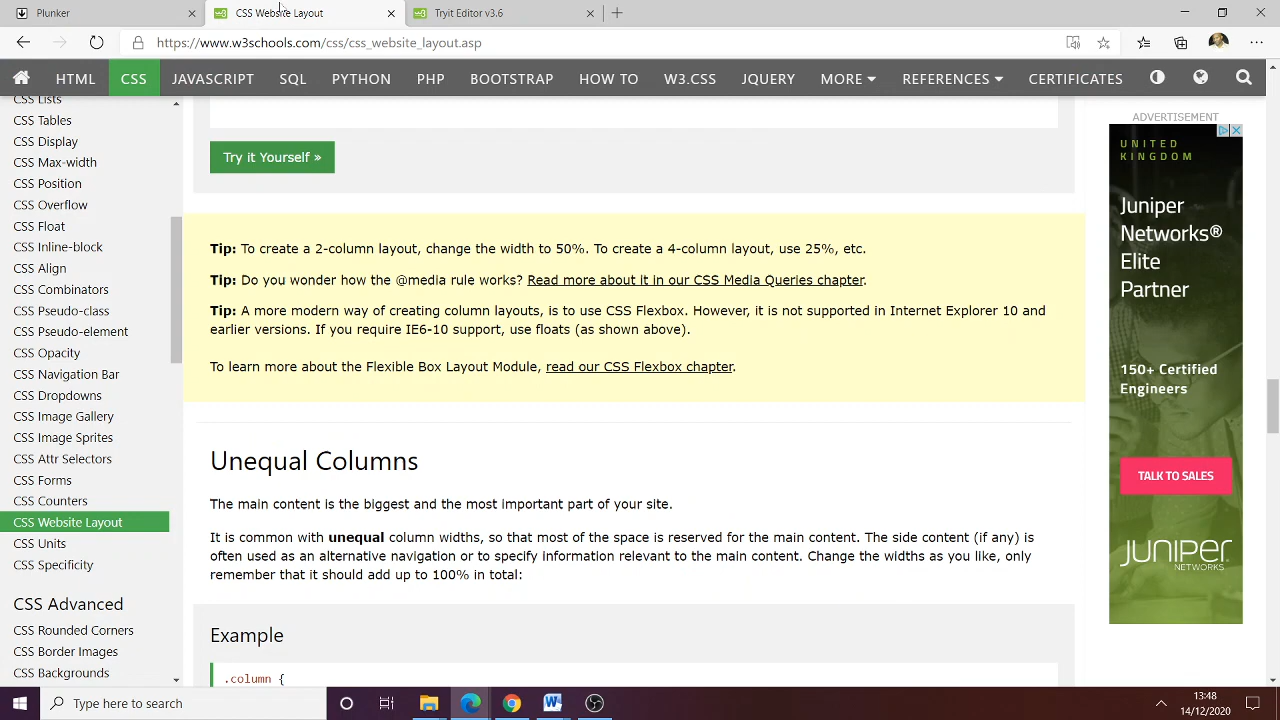 Plunker
CSS Website Layout
Tryit Editor v3.6
https://www.w3schools.com/css/css_website_layout.asp
HTML CSS JAVASCRIPT SQL PYTHON PHP BOOTSTRAP HOW TO W3.CSS JQUERY MORE REFERENCES CERTIFICATES
CSS Lists
CSS Tables
CSS Display
CSS Max-width
CSS Position
CSS Overflow
CSS Float
CSS Inline-block
CSS Align
CSS Combinators
CSS Pseudo-class
CSS Pseudo-element
CSS Opacity
CSS Navigation Bar
CSS Dropdowns
CSS Image Gallery
CSS Image Sprites
CSS Attr Selectors
CSS Forms
CSS Counters
CSS Website Layout
CSS Units
CSS Specificity
CSS Advanced
CSS Rounded Corners
CSS Border Images
CSS Backgrounds
Try it Yourself »
Tip: To create a 2-column layout, change the width to 50%. To create a 4-column layout, use 25%, etc.
Tip: Do you wonder how the @media rule works? Read more about it in our CSS Media Queries chapter.
Tip: A more modern way of creating column layouts, is to use CSS Flexbox. However, it is not supported in Internet Explorer 10 and
earlier versions. If you require IE6-10 support, use floats (as shown above).
To learn more about the Flexible Box Layout Module, read our CSS Flexbox chapter.
Unequal Columns
The main content is the biggest and the most important part of your site.
It is common with unequal column widths, so that most of the space is reserved for the main content. The side content (if any) is
often used as an alternative navigation or to specify information relevant to the main content. Change the widths as you like, only
remember that it should add up to 100% in total:
Example
.column {
ADVERTISEMENT
UNITED
KINGDOM
Juniper
Networks®
Elite
Partner
150+ Certified
Engineers
TALK TO SALES
JUNIPER
NETWORKS
Type here to search
13:48
14/12/2020